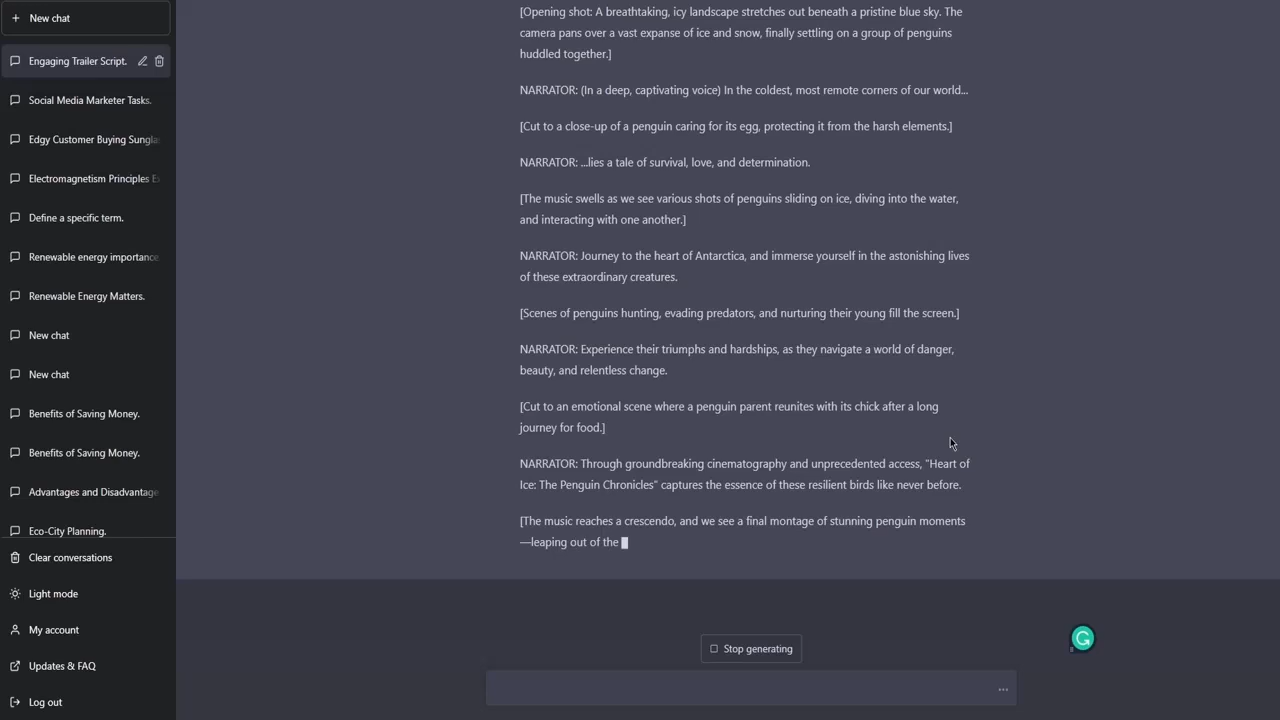 New chat
Engaging Trailer Script.
Social Media Marketer Tasks.
Edgy Customer Buying Sungla
Electromagnetism Principles E
Define a specific term.
Renewable energy importance
Renewable Energy Matters.
New chat
New chat
Benefits of Saving Money.
Benefits of Saving Money.
Advantages and Disadvantage
Eco-City Planning.
Clear conversations
Light mode
My account
Updates & FAQ
Log out
[Opening shot: A breathtaking, icy landscape stretches out beneath a pristine blue sky. The
camera pans over a vast expanse of ice and snow, finally settling on a group of penguins
huddled together.]
NARRATOR: (In a deep, captivating voice) In the coldest, most remote corners of our world...
[Cut to a close-up of a penguin caring for its egg, protecting it from the harsh elements.]
NARRATOR: ...lies a tale of survival, love, and determination.
[The music swells as we see various shots of penguins sliding on ice, diving into the water,
and interacting with one another.]
NARRATOR: Journey to the heart of Antarctica, and immerse yourself in the astonishing lives
of these extraordinary creatures.
[Scenes of penguins hunting, evading predators, and nurturing their young fill the screen.]
NARRATOR: Experience their triumphs and hardships, as they navigate a world of danger,
beauty, and relentless change.
[Cut to an emotional scene where a penguin parent reunites with its chick after a long
journey for food.]
NARRATOR: Through groundbreaking cinematography and unprecedented access, "Heart of
Ice: The Penguin Chronicles" captures the essence of these resilient birds like never before.
[The music reaches a crescendo, and we see a final montage of stunning penguin moments
—leaping out of the
Stop generating